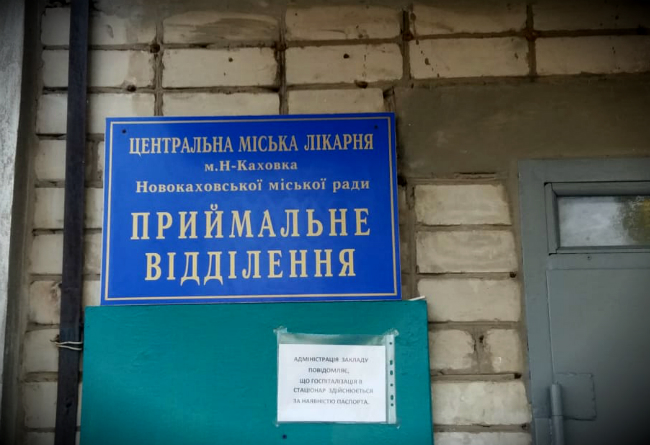 ЦЕНТРАЛЬНА МІСЬКА ЛІКАРНЯ
м.Н-Каховка
Новокаховської міської ради
ПРИЙМАЛЬНЕ
ВІДДІЛЕННЯ
АДМІНІСТРАЦІЯ ЗАКЛАДУ
ПОВІДОМЛЯЄ,
ЩО ГОСПІТАЛІЗАЦІЯ В
СТАЦІОНАР ЗДІЙСНЮЄТЬСЯ
ЗА НАЯВНІСТЮ ПАСПОРТА.